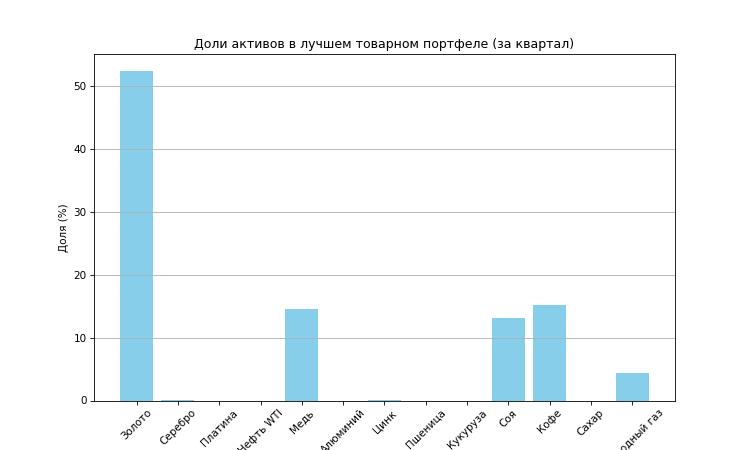 Доли активов в лучшем товарном портфеле (за квартал)
Доля (%)
50
40
30
20
10
0
Золото
Серебро
Платина
Нефть WTI
Медь
Алюминий
Цинк
Пшеница
Кукуруза
Соя
Кофе
Сахар
одный газ